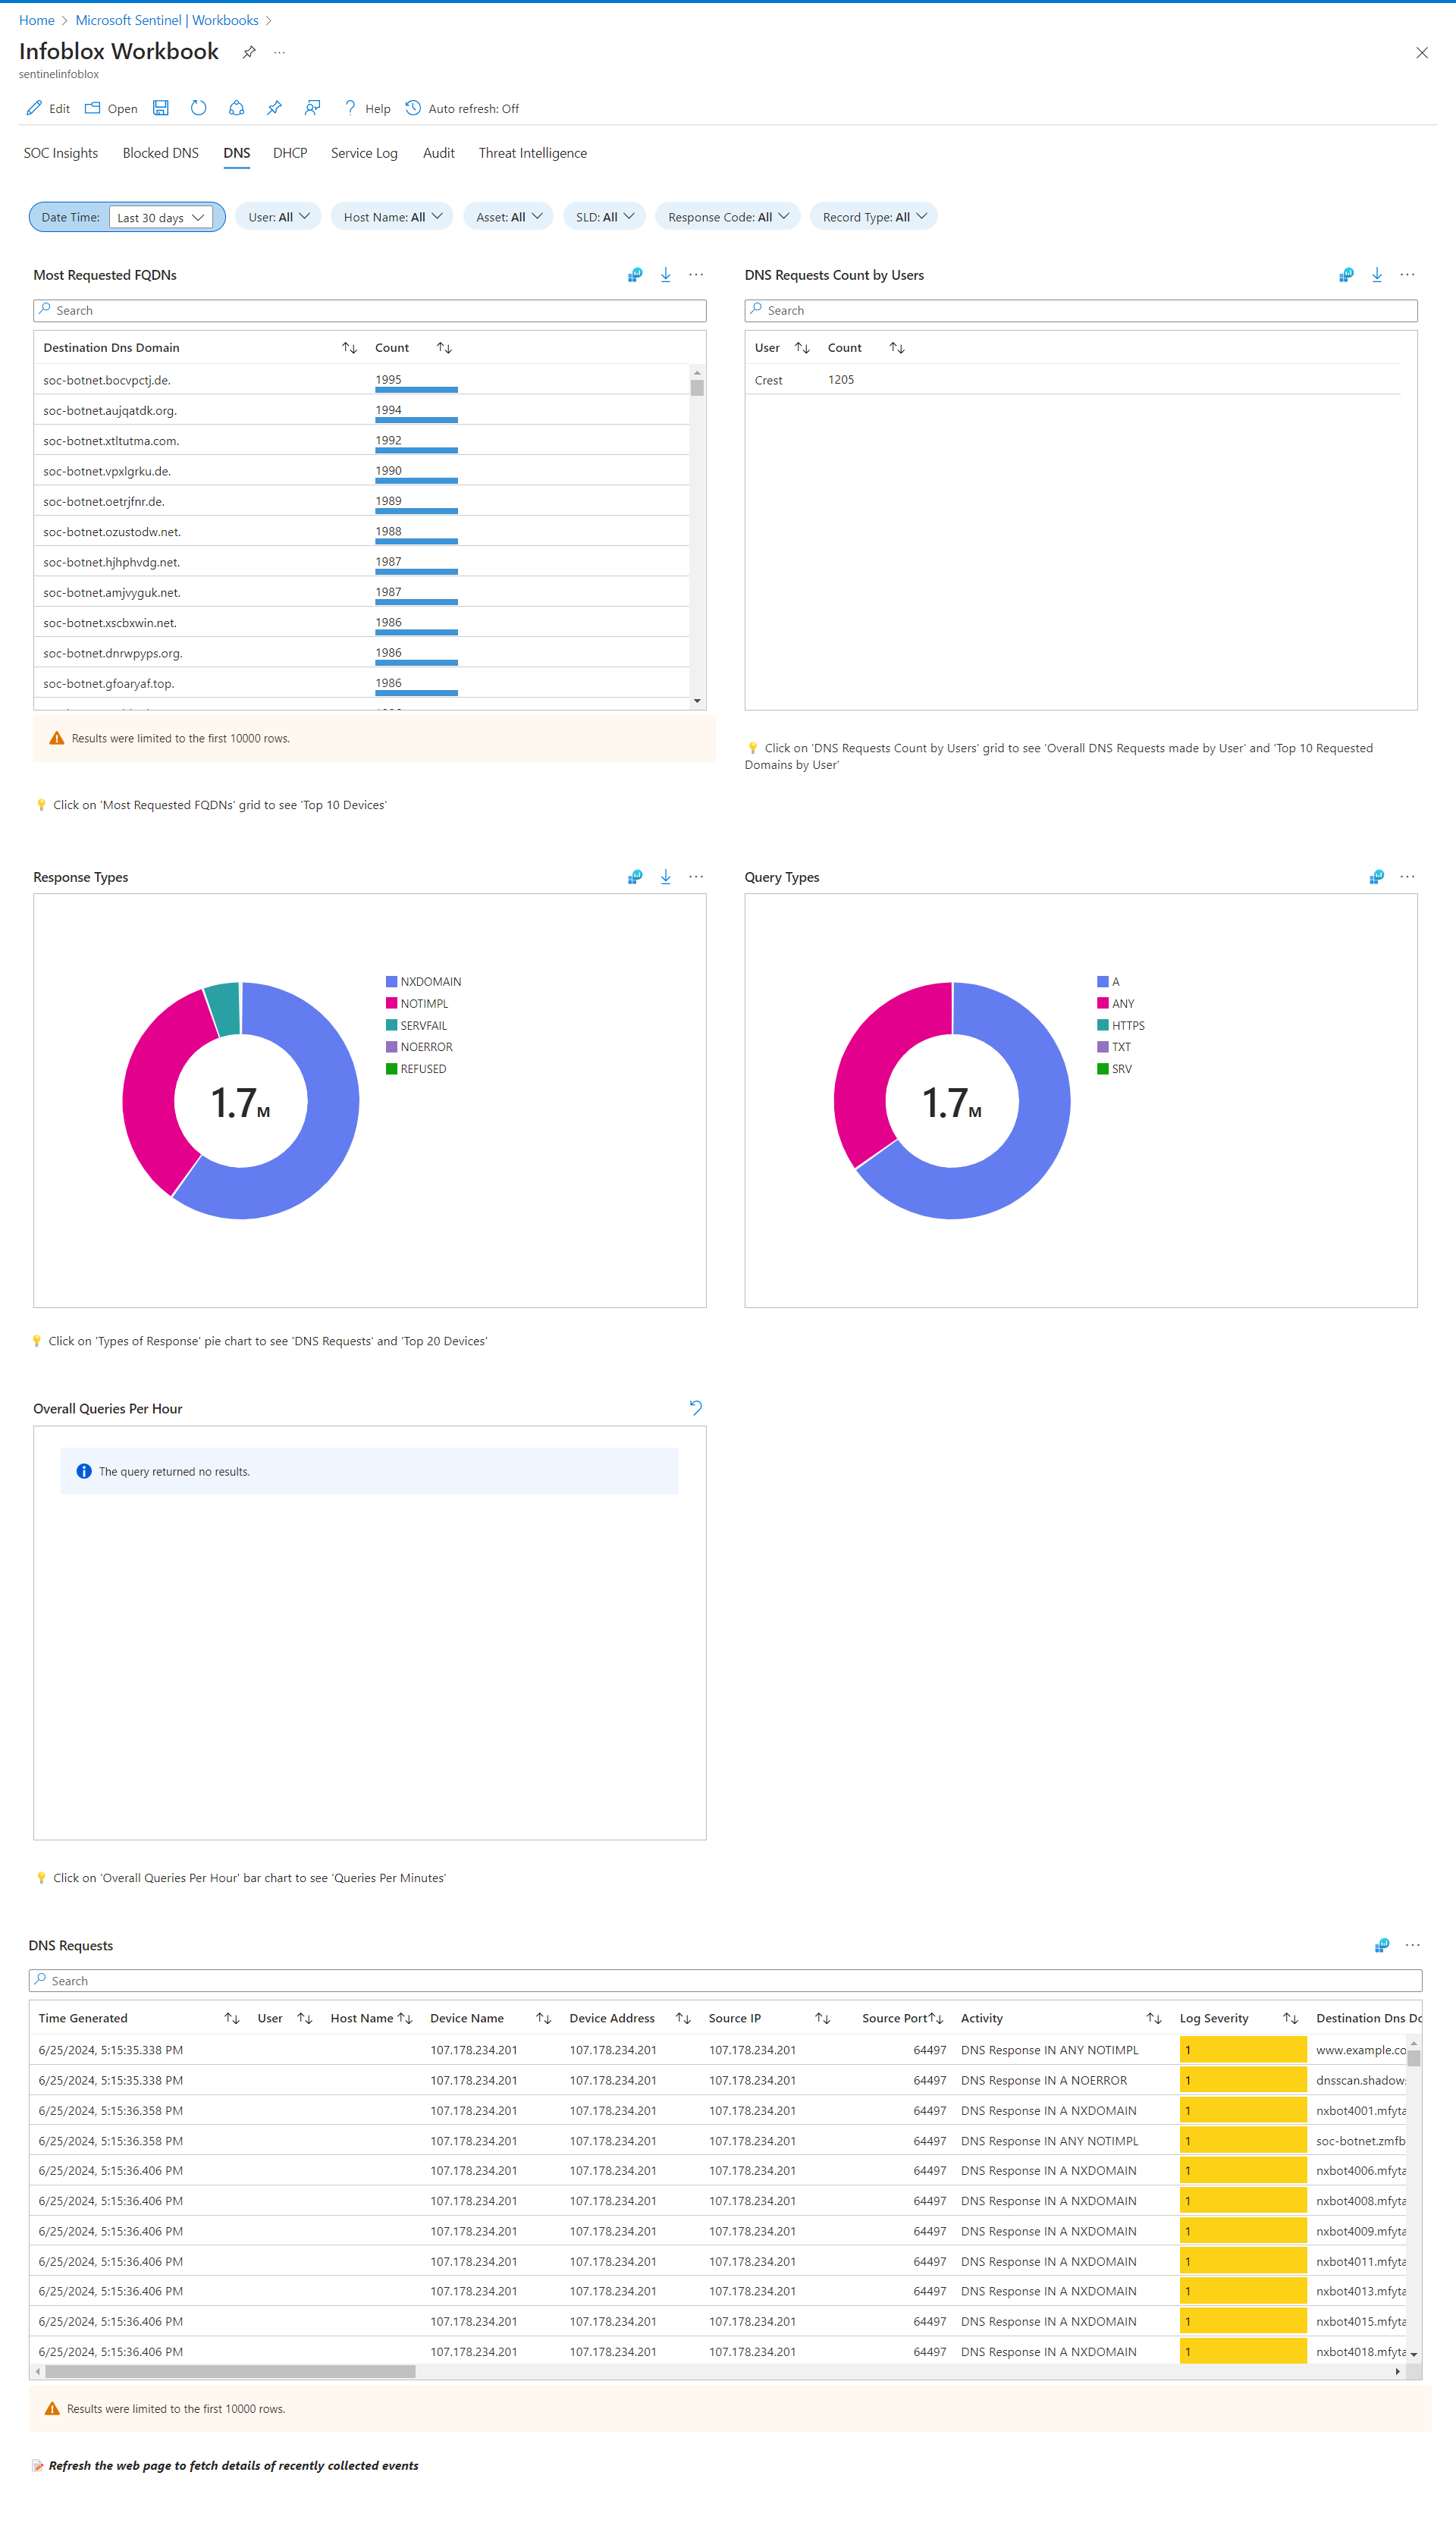 Home > Microsoft Sentinel | Workbooks >
Infoblox Workbook
sentinelinfoblox
Edit Open Help Auto refresh: Off
SOC Insights Blocked DNS DNS DHCP Service Log Audit Threat Intelligence
Date Time: Last 30 days User: All Host Name: All Asset: All SLD: All Response Code: All Record Type: All
Most Requested FQDNs
Search
Destination Dns Domain Count
soc-botnet.bocvpctj.de. 1995
soc-botnet.aujqatdk.org. 1994
soc-botnet.xtltutma.com. 1992
soc-botnet.vpxlgrku.de. 1990
soc-botnet.oetrjfnr.de. 1989
soc-botnet.ozustodw.net. 1988
soc-botnet.hjhphvdg.net. 1987
soc-botnet.amjvyguk.net. 1987
soc-botnet.xscbxwin.net. 1986
soc-botnet.dnrwpyps.org. 1986
soc-botnet.gfoaryaf.top. 1986
Results were limited to the first 10000 rows.
Click on 'Most Requested FQDNs' grid to see 'Top 10 Devices'
DNS Requests Count by Users
Search
User Count
Crest 1205
Click on 'DNS Requests Count by Users' grid to see 'Overall DNS Requests made by User' and 'Top 10 Requested
Domains by User'
Response Types
NXDOMAIN
NOTIMPL
SERVFAIL
NOERROR
REFUSED
1.7M
Click on 'Types of Response' pie chart to see 'DNS Requests' and 'Top 20 Devices'
Query Types
A
ANY
HTTPS
TXT
SRV
1.7M
Overall Queries Per Hour
The query returned no results.
Click on 'Overall Queries Per Hour' bar chart to see 'Queries Per Minutes'
DNS Requests
Search
Time Generated User Host Name Device Name Device Address Source IP Source Port Activity Log Severity Destination Dns Dc
6/25/2024, 5:15:35.338 PM 107.178.234.201 107.178.234.201 107.178.234.201 64497 DNS Response IN ANY NOTIMPL 1 www.example.co
6/25/2024, 5:15:35.338 PM 107.178.234.201 107.178.234.201 107.178.234.201 64497 DNS Response IN A NOERROR 1 dnsscan.shadow
6/25/2024, 5:15:36.358 PM 107.178.234.201 107.178.234.201 107.178.234.201 64497 DNS Response IN A NXDOMAIN 1 nxbot4001.mfyta
6/25/2024, 5:15:36.358 PM 107.178.234.201 107.178.234.201 107.178.234.201 64497 DNS Response IN ANY NOTIMPL 1 soc-botnet.zmfb
6/25/2024, 5:15:36.406 PM 107.178.234.201 107.178.234.201 107.178.234.201 64497 DNS Response IN A NXDOMAIN 1 nxbot4006.mfyta
6/25/2024, 5:15:36.406 PM 107.178.234.201 107.178.234.201 107.178.234.201 64497 DNS Response IN A NXDOMAIN 1 nxbot4008.mfyta
6/25/2024, 5:15:36.406 PM 107.178.234.201 107.178.234.201 107.178.234.201 64497 DNS Response IN A NXDOMAIN 1 nxbot4009.mfyta
6/25/2024, 5:15:36.406 PM 107.178.234.201 107.178.234.201 107.178.234.201 64497 DNS Response IN A NXDOMAIN 1 nxbot4011.mfyta
6/25/2024, 5:15:36.406 PM 107.178.234.201 107.178.234.201 107.178.234.201 64497 DNS Response IN A NXDOMAIN 1 nxbot4013.mfyta
6/25/2024, 5:15:36.406 PM 107.178.234.201 107.178.234.201 107.178.234.201 64497 DNS Response IN A NXDOMAIN 1 nxbot4015.mfyta
6/25/2024, 5:15:36.406 PM 107.178.234.201 107.178.234.201 107.178.234.201 64497 DNS Response IN A NXDOMAIN 1 nxbot4018.mfyta
Results were limited to the first 10000 rows.
Refresh the web page to fetch details of recently collected events